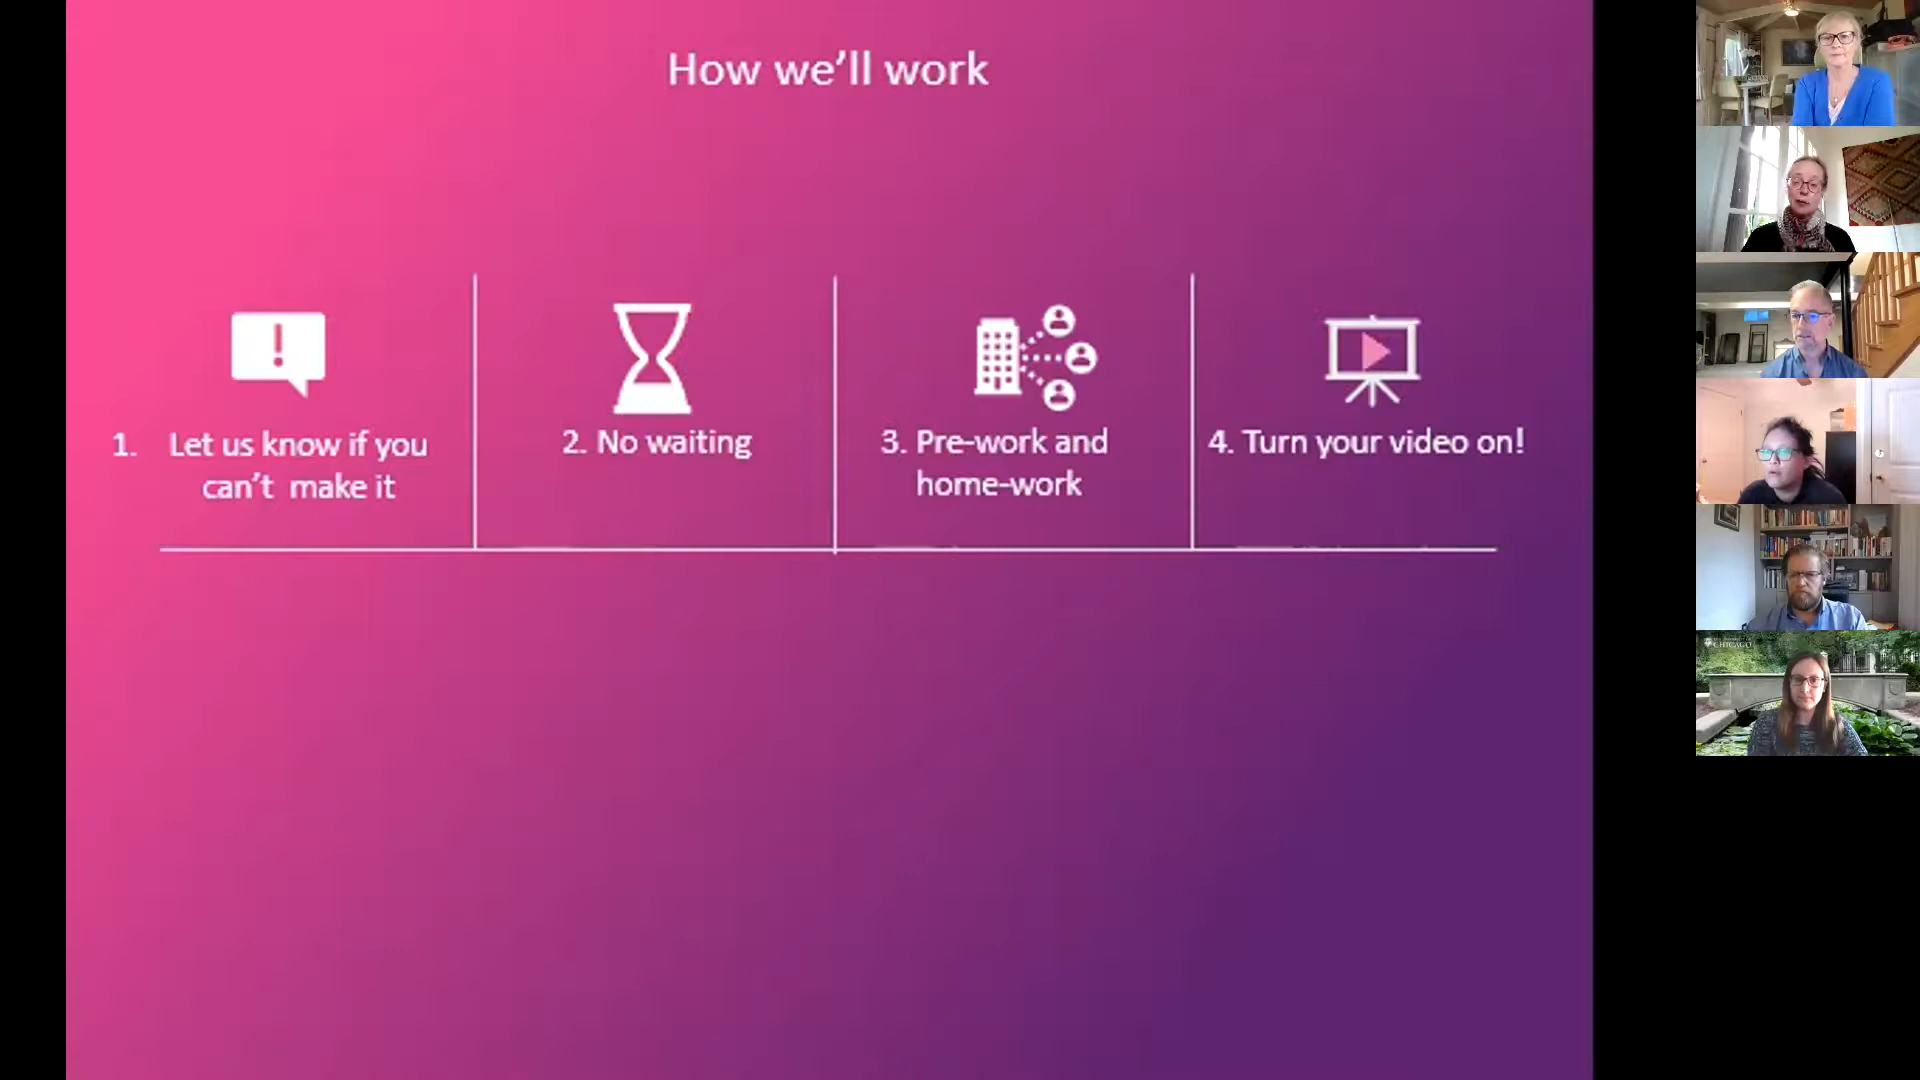 How we'll work
1. Let us know if you
can't make it
2. No waiting
3. Pre-work and
home-work
4. Turn your video on!
CHICAGO